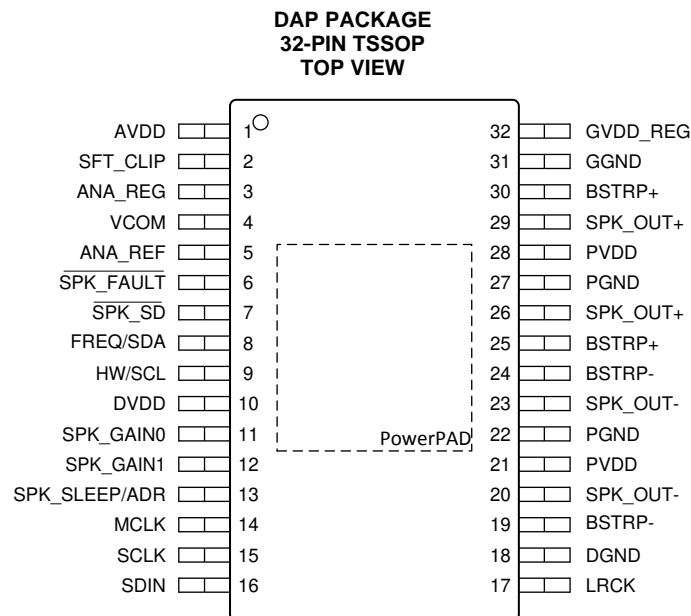 DAP PACKAGE
32-PIN TSSOP
TOP VIEW
AVDD 1 32 GVDD_REG
SFT_CLIP 2 31 GGND
ANA_REG 3 30 BSTRP+
VCOM 4 29 SPK_OUT+
ANA_REF 5 28 PVDD
SPK_FAULT 6 27 PGND
SPK_SD 7 26 SPK_OUT+
FREQ/SDA 8 25 BSTRP+
HW/SCL 9 24 BSTRP-
DVDD 10 23 SPK_OUT-
SPK_GAIN0 11 PowerPAD 22 PGND
SPK_GAIN1 12 21 PVDD
SPK_SLEEP/ADR 13 20 SPK_OUT-
MCLK 14 19 BSTRP-
SCLK 15 18 DGND
SDIN 16 17 LRCK